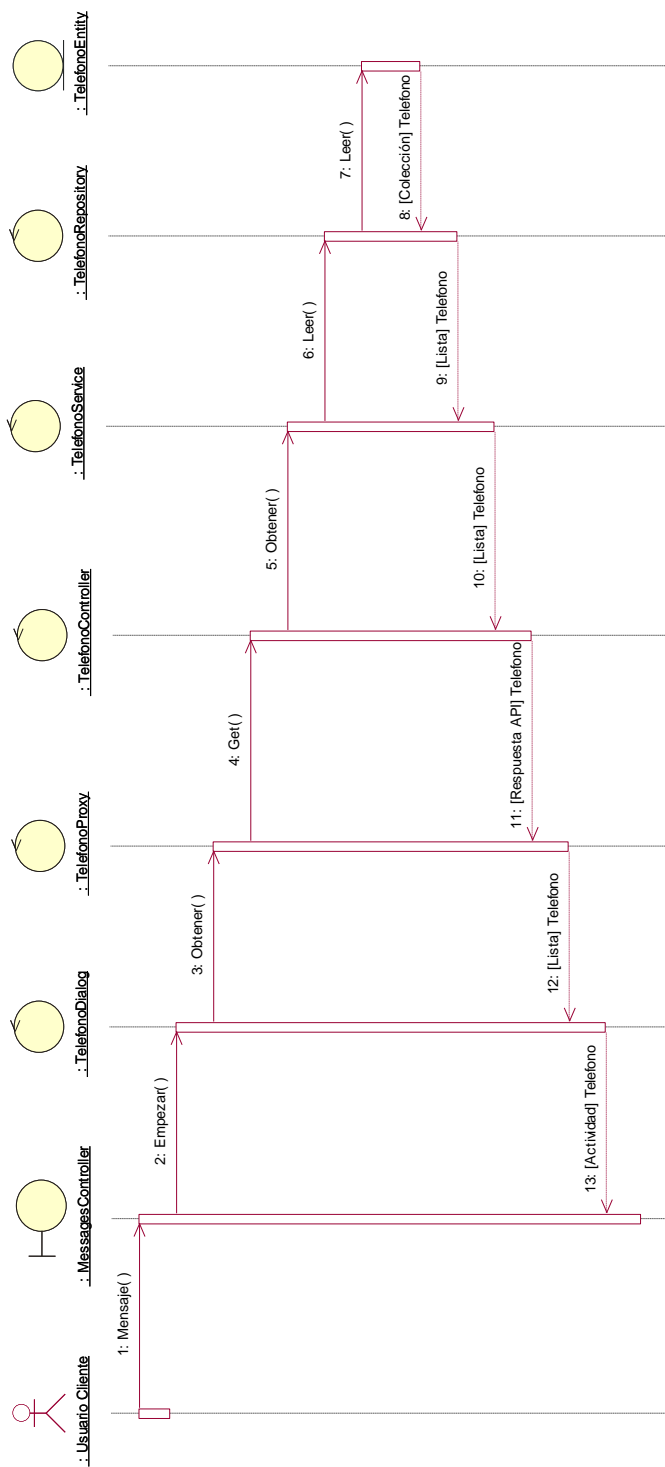 : Usuario Cliente
: MessagesController
: TelefonoDialog
: TelefonoProxy
: TelefonoController
: TelefonoService
: TelefonoRepository
: TelefonoEntity
1: Mensaje( )
2: Empezar( )
3: Obtener( )
4: Get( )
5: Obtener( )
6: Leer( )
7: Leer( )
8: [Colección] Telefono
9: [Lista] Telefono
10: [Lista] Telefono
11: [Respuesta API] Telefono
12: [Lista] Telefono
13: [Actividad] Telefono